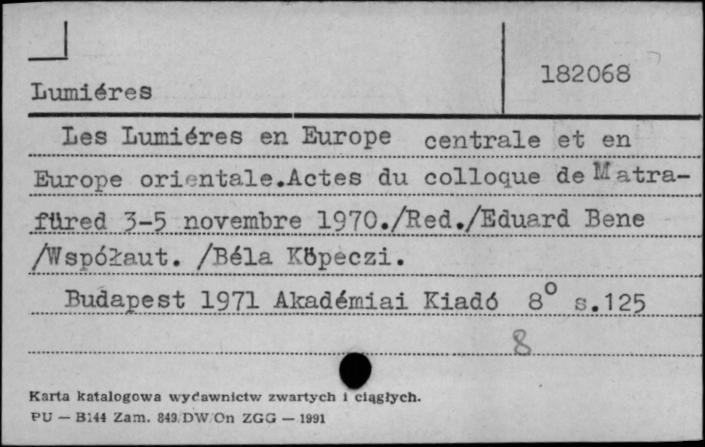 182068
Lumiéres
Les Lumiéres en Europe centrale et en
Europe orientale.Actes du colloque de Matra-
füred 3-5 novembre 1970./Red./Eduard Bene
/Współaut. /Béla Köpeczi.
Budapest 1971 Akadémiai Kiadó 8° s.125
8
Karta katalogowa wydawnictw zwartych i ciągłych.
PU — B144 Zam. 849/DW/On ZGG — 1991